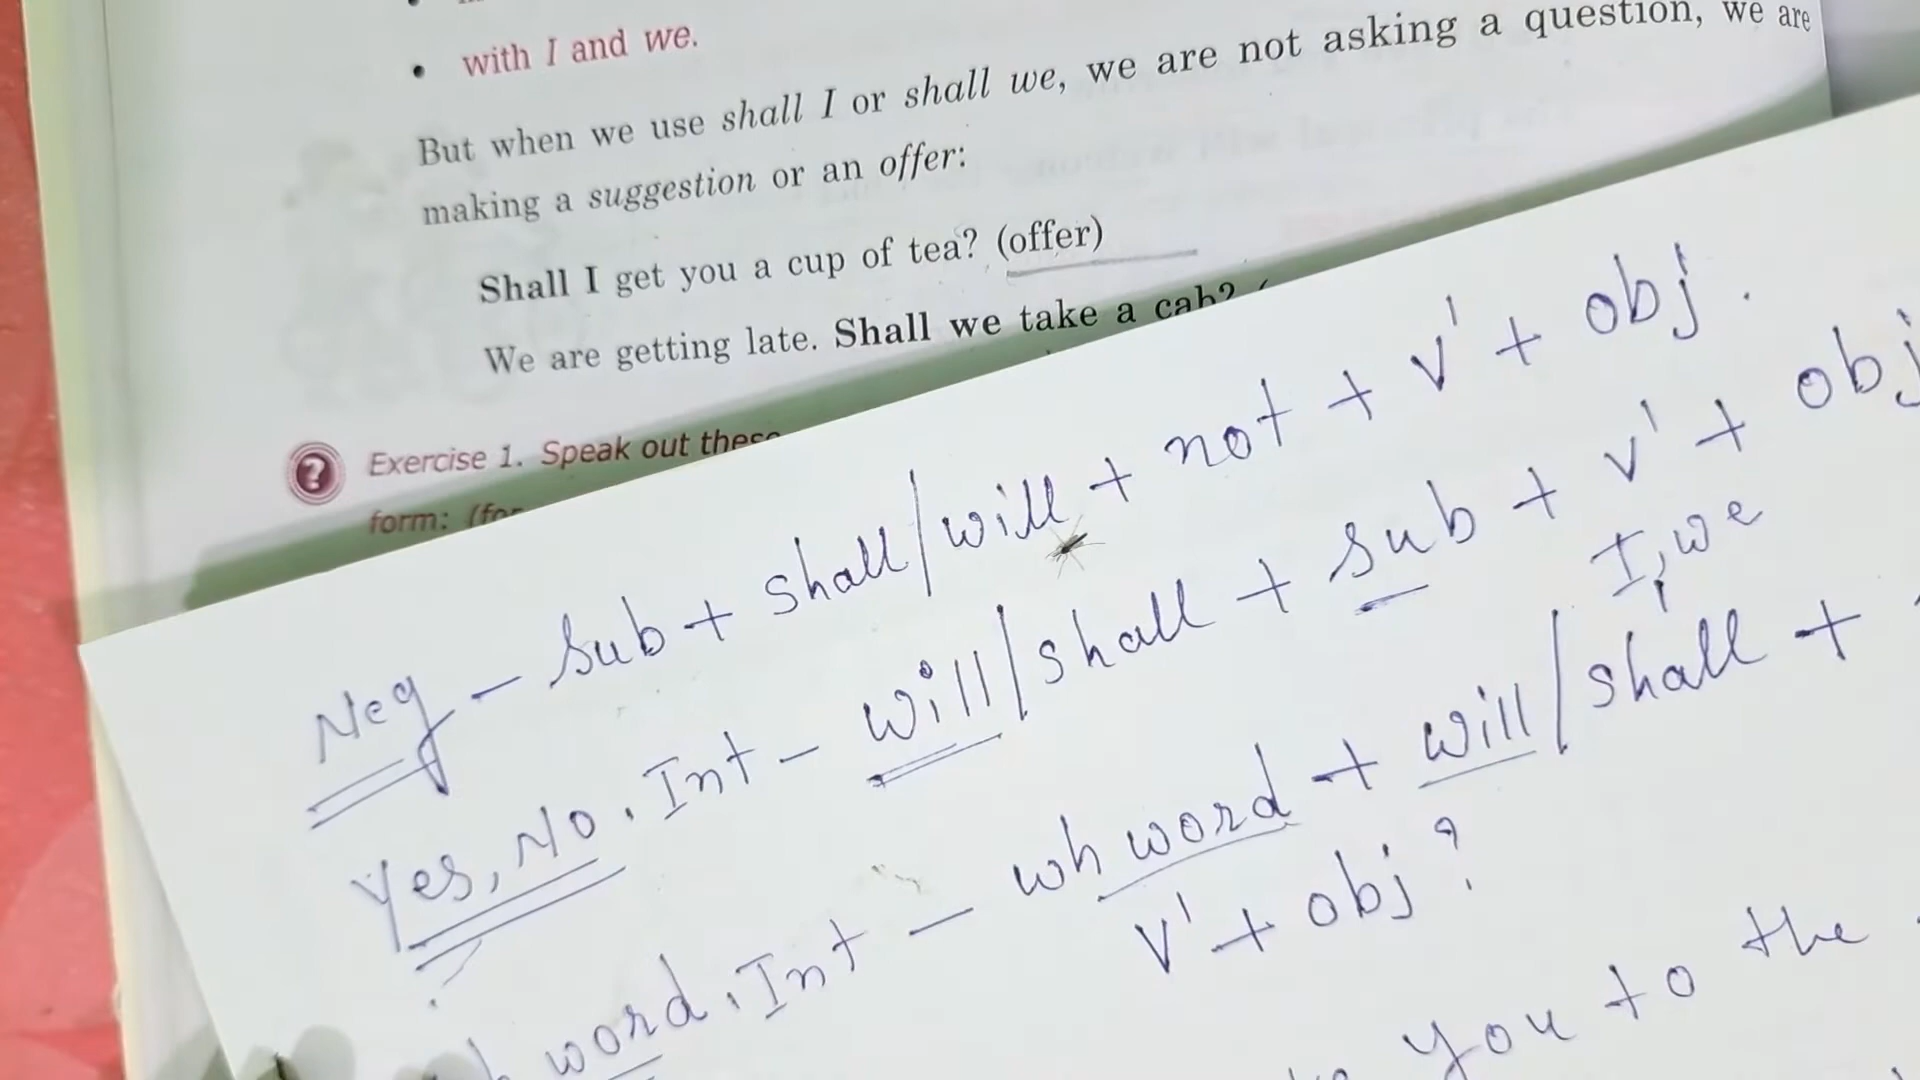 with I and we.
But when we use shall I or shall we, we are not asking a question, we are
making a suggestion or an offer:
Shall I get you a cup of tea? (offer)
We are getting late. Shall we take a cab?
Exercise 1. Speak out these
form: (for
Neg - Sub + shall/will + not + v¹ + obj.
Yes, No. Int - will/shall + sub + v¹ + obj
I, we
wh word + will/shall +
word. Int - v¹ + obj?
you to the